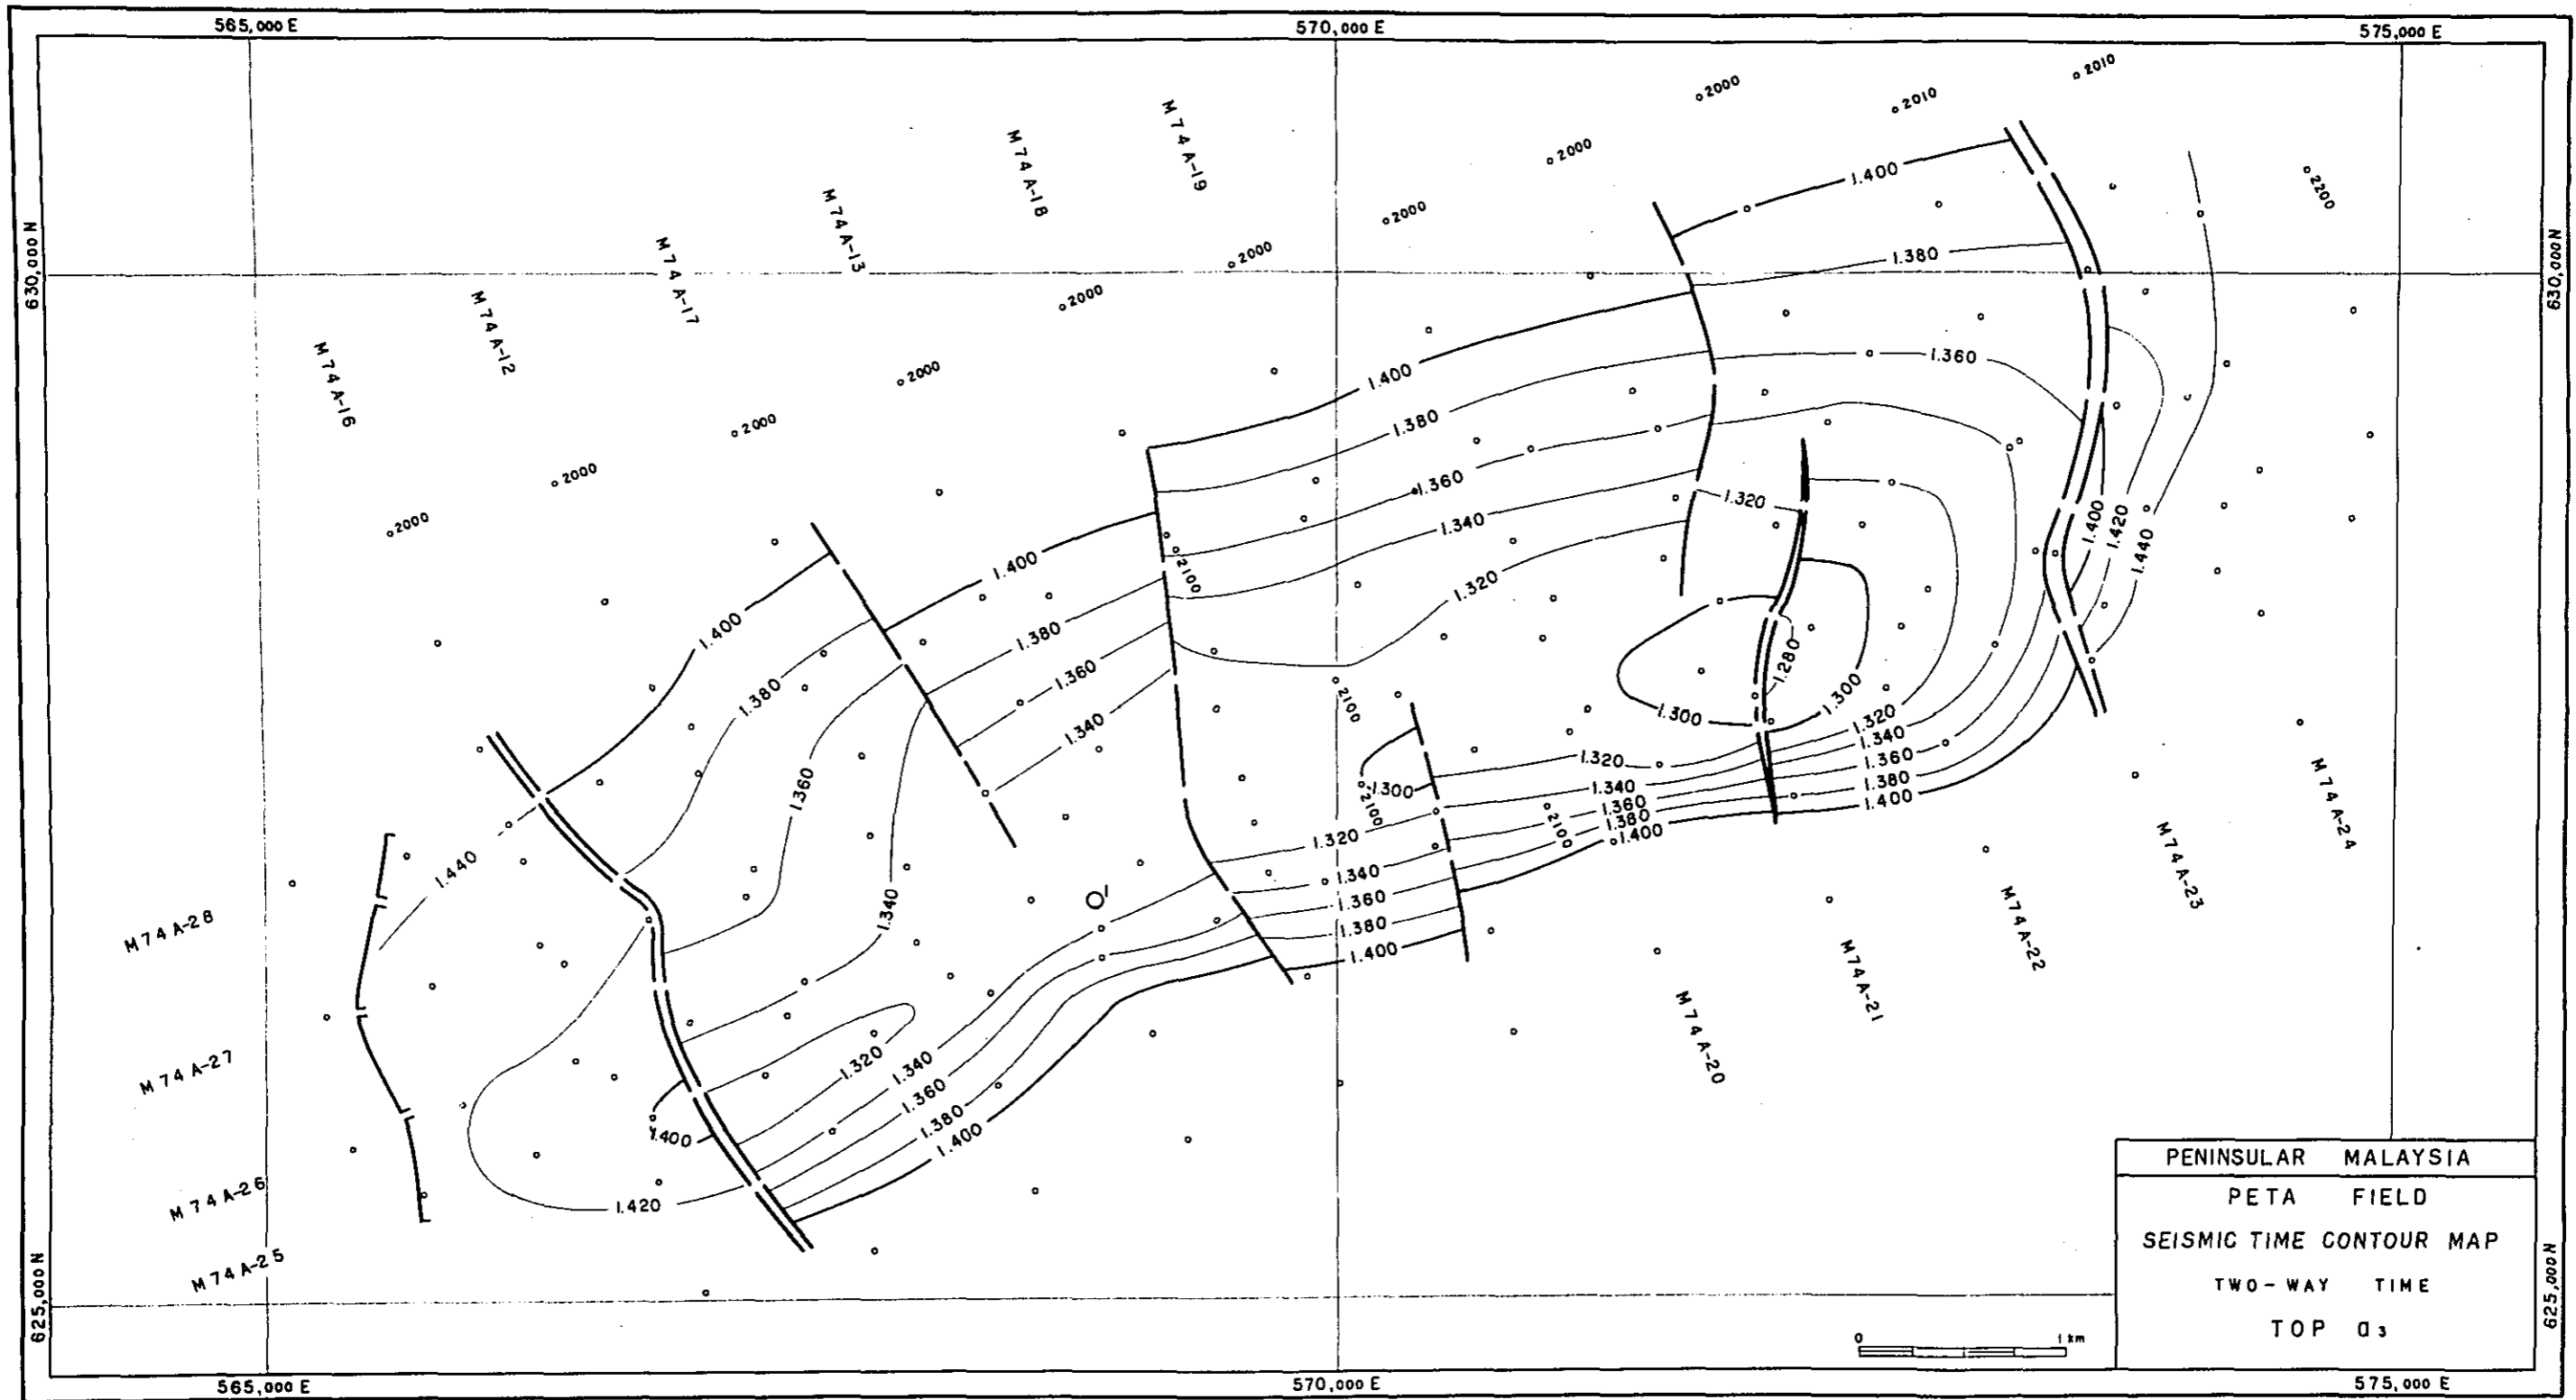 565,000 E
570,000 E
575,000 E
2010
2000
2010
2000
M 74 A-19
M 74 A-18
M 74 A-13
M 74 A-17
M 74 A-12
M 74 A-16
2000
2000
2000
2000
2000
2000
2000
2200
630,000 N
630,000 N
1.400
1.380
1.360
1.400
1.380
1.360
1.340
1.320
1.320
1.400
1.420
1.440
1.400
1.380
1.360
1.340
2100
1.400
1.380
1.360
1.340
1.440
1.280
1.300
1.300
2100
1.300
2100
2100
1.320
1.340
1.360
1.380
1.400
1.320
1.340
1.360
1.380
1.400
1.320
1.340
1.360
1.380
1.400
O'
1.320
1.340
1.360
1.380
1.400
1.400
1.420
M 74 A-28
M 74 A-27
M 74 A-26
M 74 A-25
M 74 A-20
M 74 A-21
M 74 A-22
M 74 A-23
M 74 A-24
625,000 N
625,000 N
0 1 km
PENINSULAR MALAYSIA
PETA FIELD
SEISMIC TIME CONTOUR MAP
TWO-WAY TIME
TOP a3
565,000 E
570,000 E
575,000 E